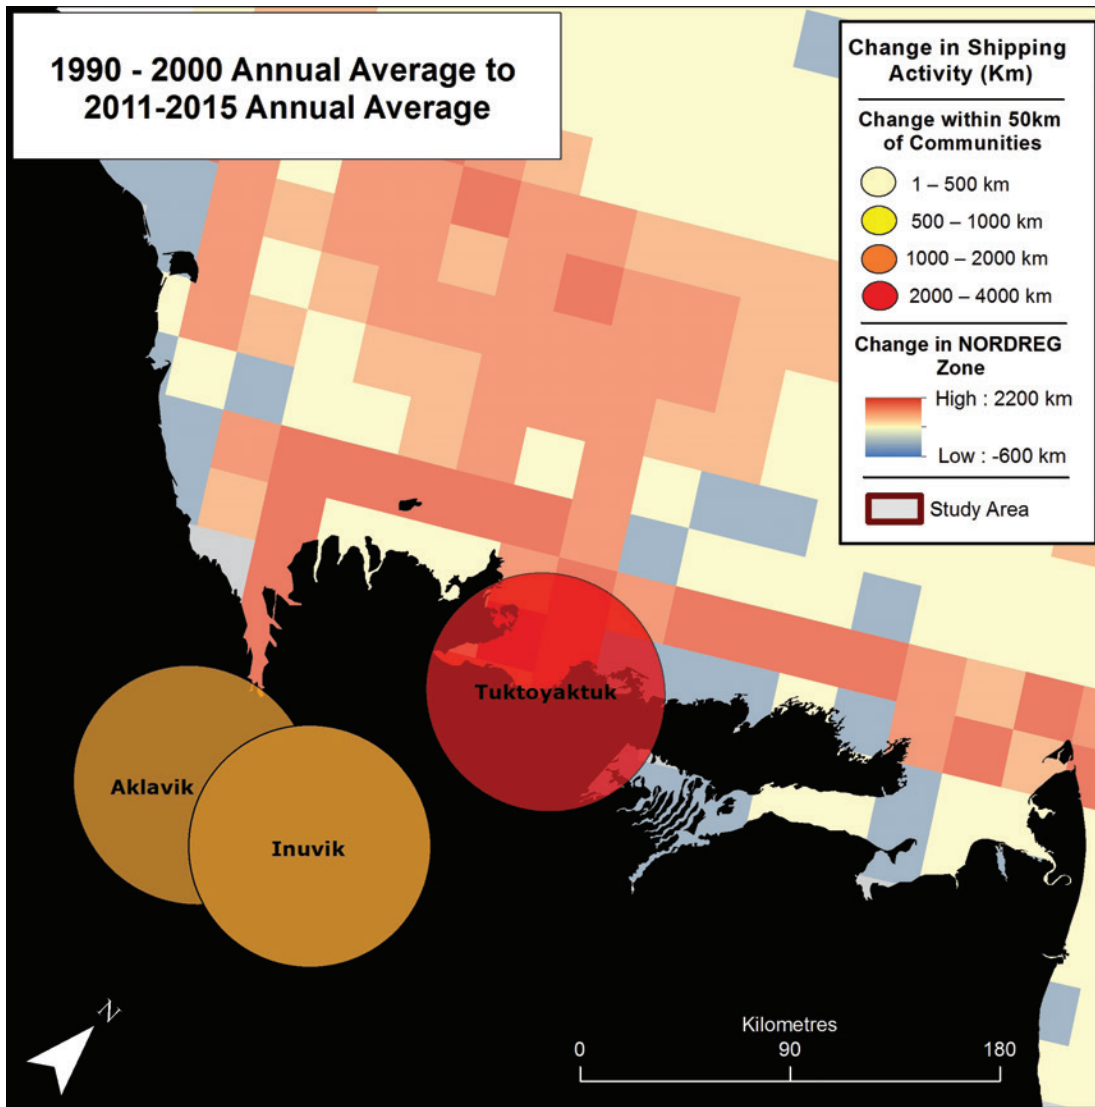 1990 - 2000 Annual Average to
2011-2015 Annual Average
Change in Shipping
Activity (Km)
Change within 50km
of Communities
1 – 500 km
500 – 1000 km
1000 – 2000 km
2000 – 4000 km
Change in NORDREG
Zone
High : 2200 km
Low : -600 km
Study Area
Tuktoyaktuk
Aklavik
Inuvik
N
Kilometres
0 90 180